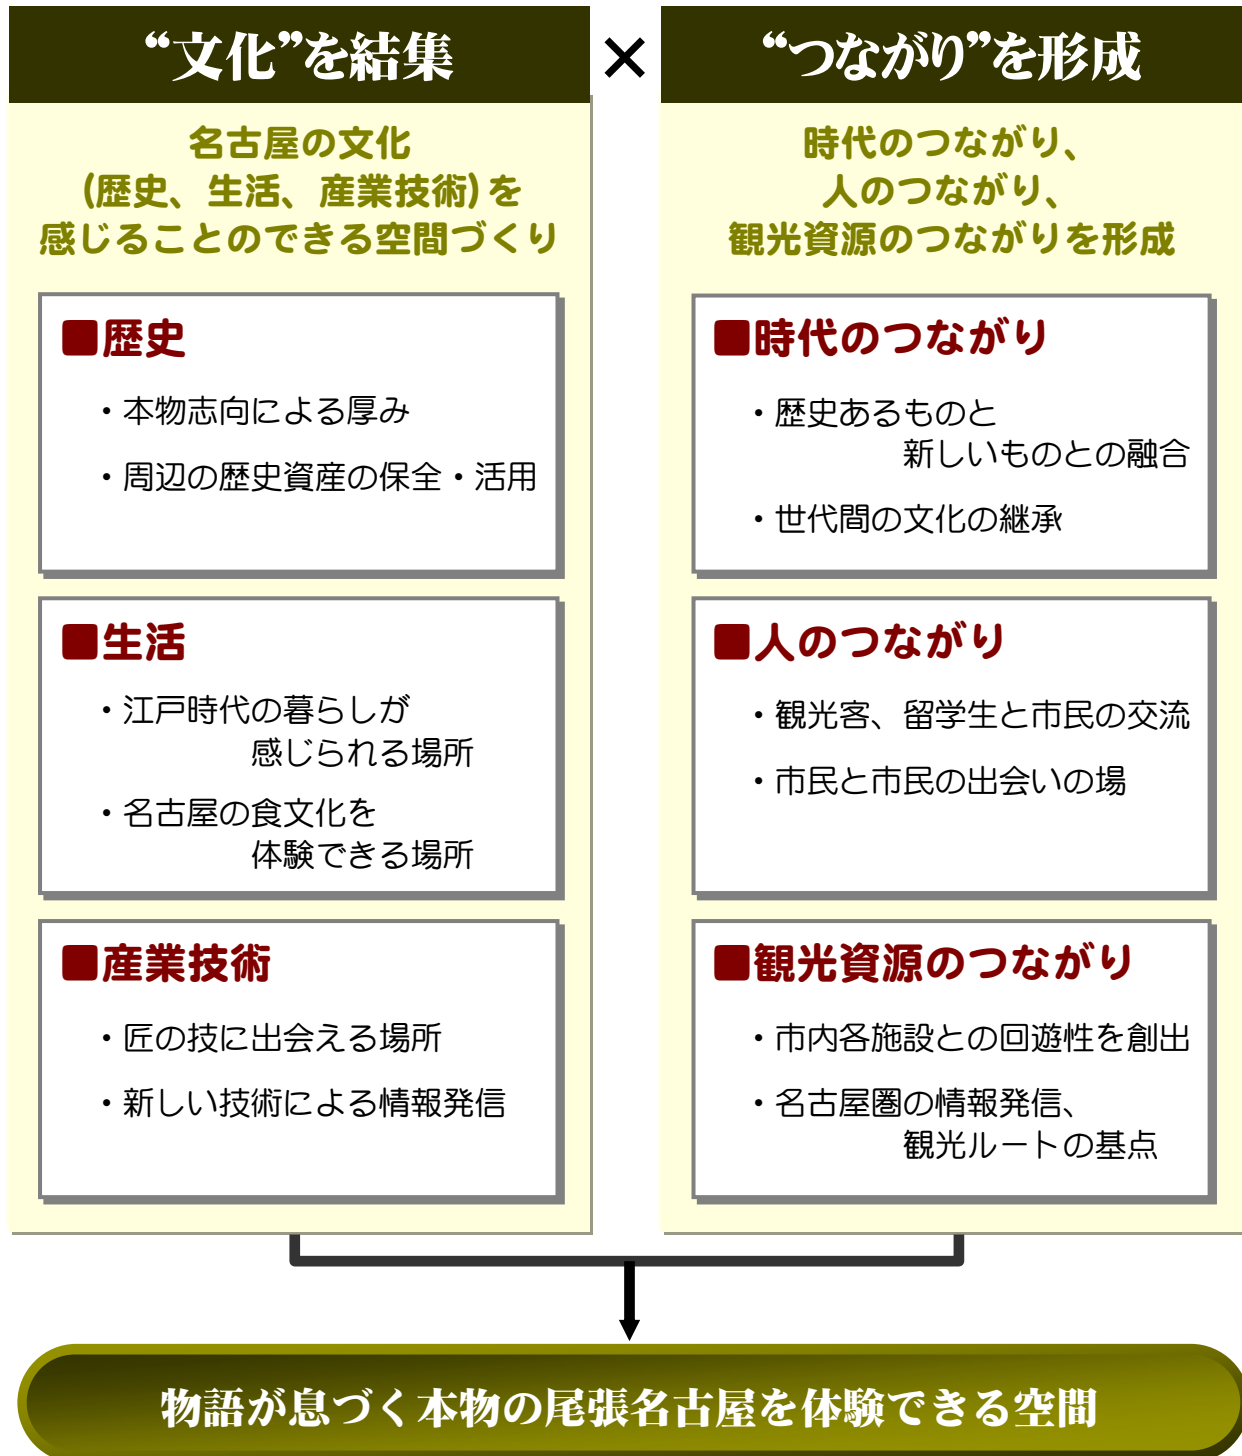 “文化”を結集
×
“つながり”を形成
名古屋の文化
(歴史、生活、産業技術)を
感じることのできる空間づくり
■歴史
・本物志向による厚み
・周辺の歴史資産の保全・活用
■生活
・江戸時代の暮らしが
感じられる場所
・名古屋の食文化を
体験できる場所
■産業技術
・匠の技に出会える場所
・新しい技術による情報発信
時代のつながり、
人のつながり、
観光資源のつながりを形成
■時代のつながり
・歴史あるものと
新しいものとの融合
・世代間の文化の継承
■人のつながり
・観光客、留学生と市民の交流
・市民と市民の出会いの場
■観光資源のつながり
・市内各施設との回遊性を創出
・名古屋圏の情報発信、
観光ルートの基点
物語が息づく本物の尾張名古屋を体験できる空間